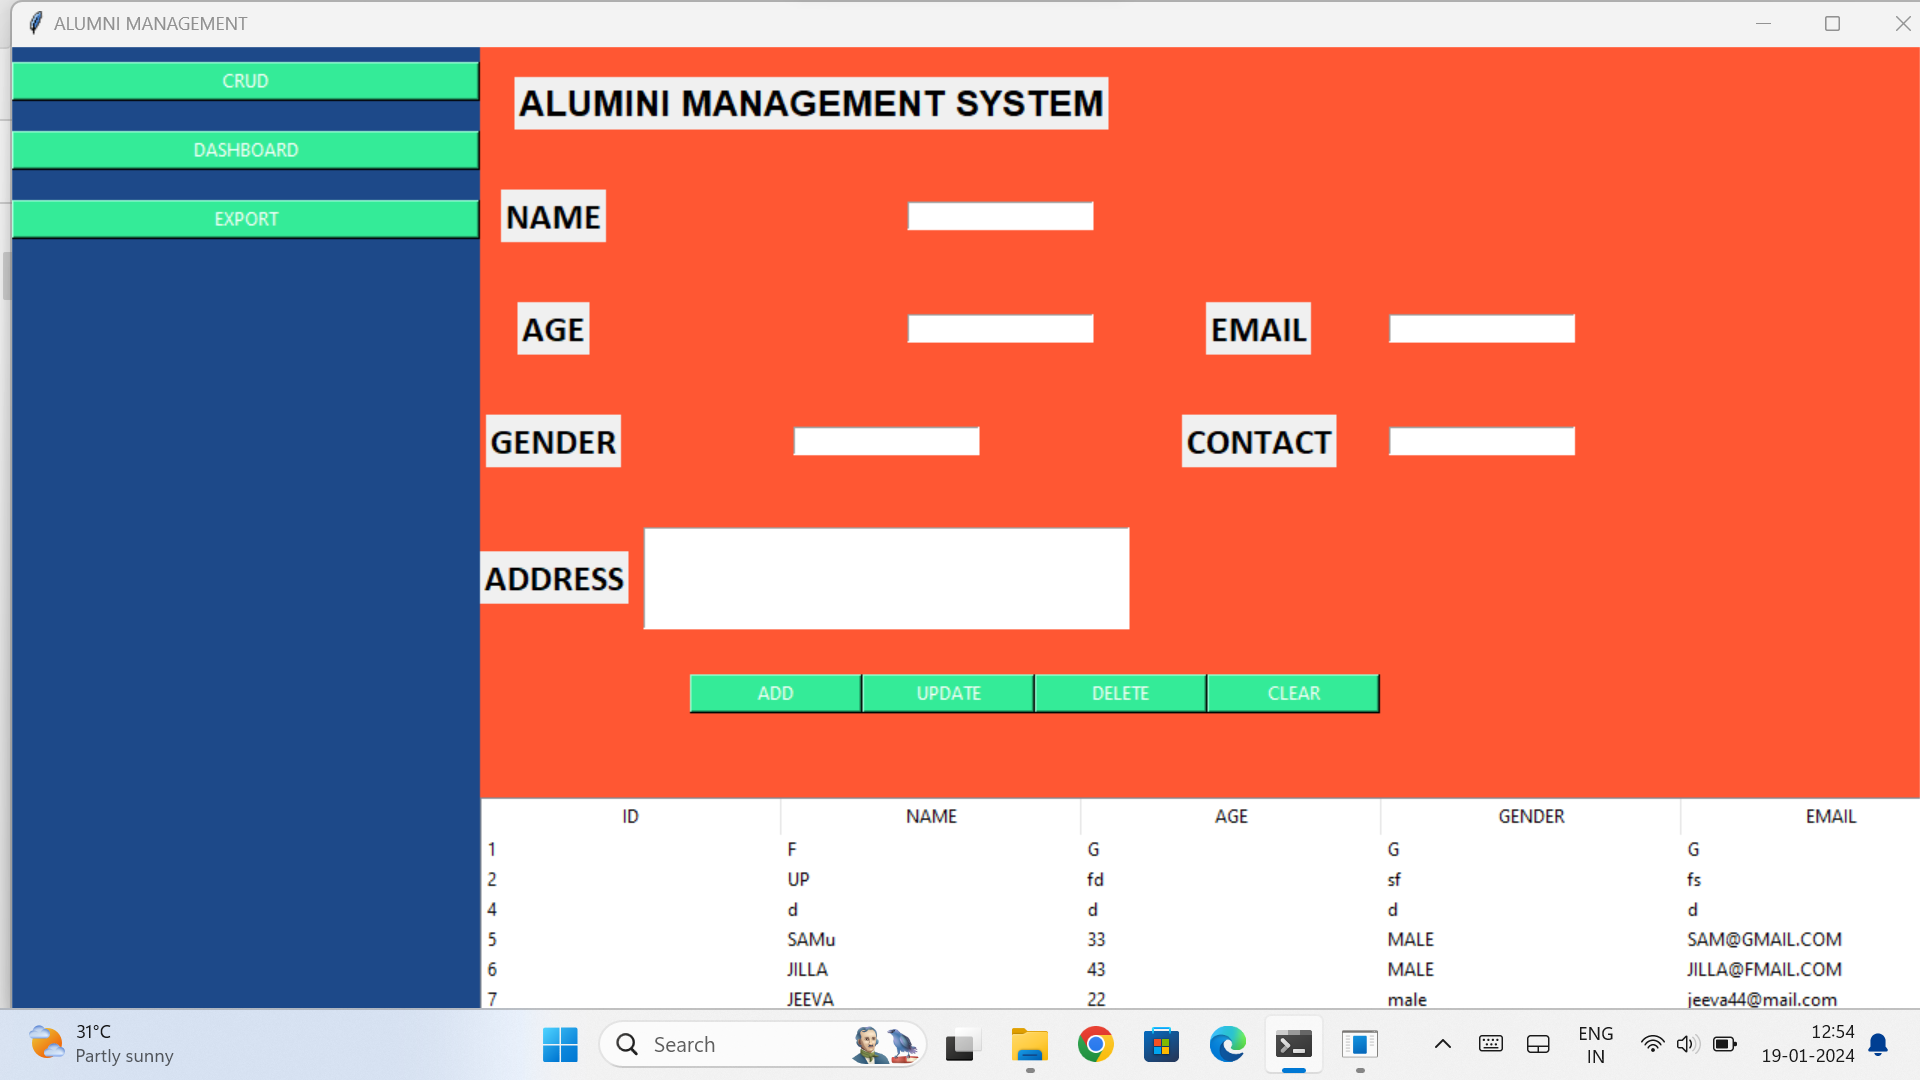 ALUMNI MANAGEMENT
CRUD
DASHBOARD
EXPORT
ALUMINI MANAGEMENT SYSTEM
NAME
AGE EMAIL
GENDER CONTACT
ADDRESS
ADD UPDATE DELETE CLEAR
ID NAME AGE GENDER EMAIL
1 F G G G
2 UP fd sf fs
4 d d d d
5 SAMu 33 MALE SAM@GMAIL.COM
6 JILLA 43 MALE JILLA@FMAIL.COM
7 JEEVA 22 male jeeva44@mail.com
31°C
Partly sunny
Search
ENG
IN
12:54
19-01-2024